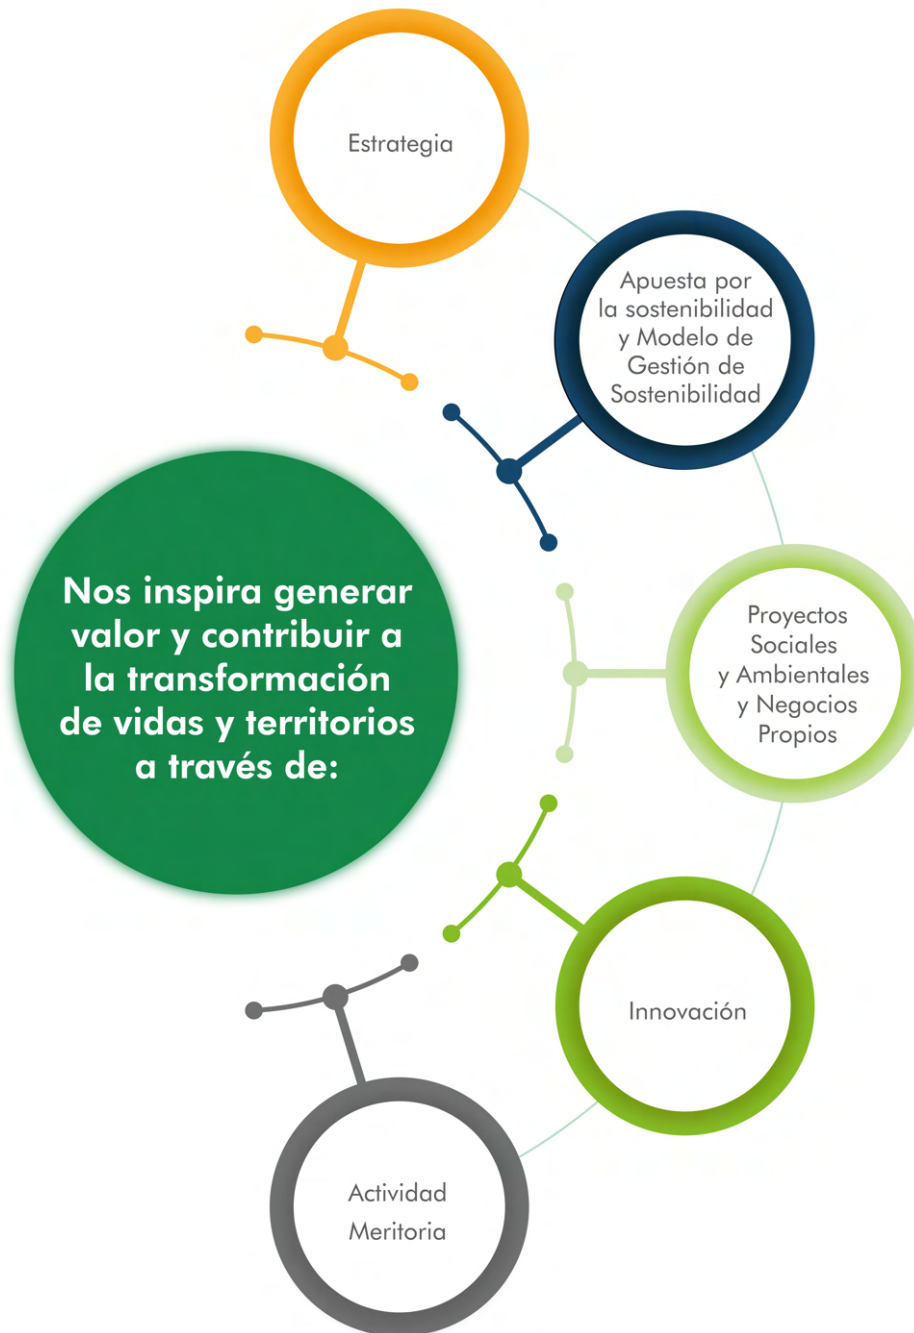 Estrategia
Apuesta por
la sostenibilidad
y Modelo de
Gestión de
Sostenibilidad
Nos inspira generar
valor y contribuir a
la transformación
de vidas y territorios
a través de:
Proyectos
Sociales
y Ambientales
y Negocios
Propios
Innovación
Actividad
Meritoria